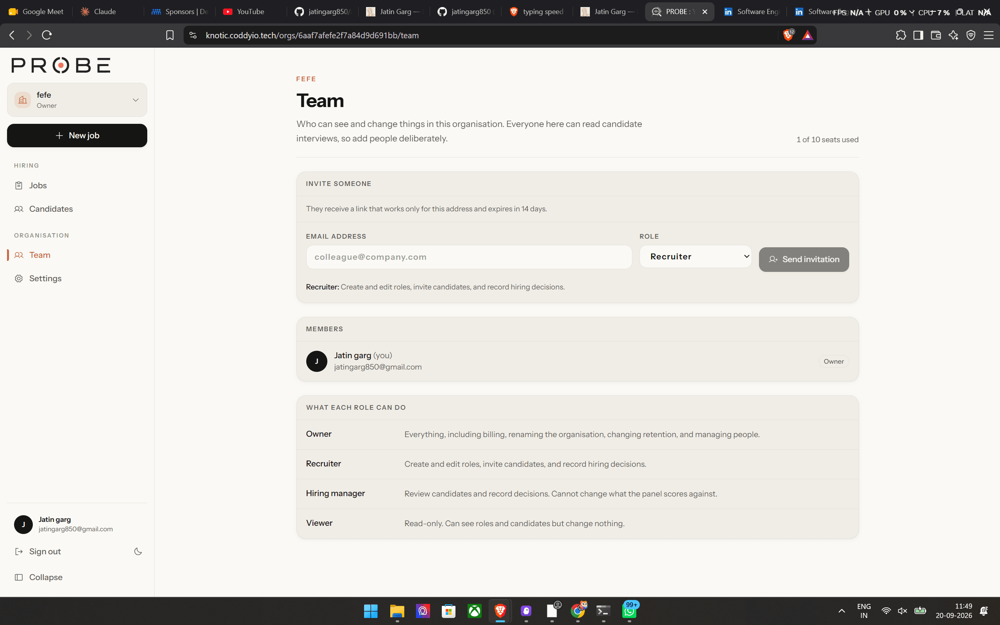 Google Meet
Claude
Sponsors | De
YouTube
jatingarg850/
Jatin Garg —
jatingarg850 (
typing speed
Jatin Garg —
PROBE :
Software Engi
Software Eng
FPS N/A GPU 0 % CPU 7 % LAT N/A
knotic.coddyio.tech/orgs/6aaf7afefe2f7a84d9d691bb/team
12
PROBE
fefe
Owner
New job
HIRING
Jobs
Candidates
ORGANISATION
Team
Settings
J
Jatin garg
jatingarg850@gmail.com
Sign out
Collapse
FEFE
Team
Who can see and change things in this organisation. Everyone here can read candidate
interviews, so add people deliberately.
1 of 10 seats used
INVITE SOMEONE
They receive a link that works only for this address and expires in 14 days.
EMAIL ADDRESS
ROLE
colleague@company.com
Recruiter
Send invitation
Recruiter: Create and edit roles, invite candidates, and record hiring decisions.
MEMBERS
J
Jatin garg (you)
jatingarg850@gmail.com
Owner
WHAT EACH ROLE CAN DO
Owner
Everything, including billing, renaming the organisation, changing retention, and managing people.
Recruiter
Create and edit roles, invite candidates, and record hiring decisions.
Hiring manager
Review candidates and record decisions. Cannot change what the panel scores against.
Viewer
Read-only. Can see roles and candidates but change nothing.
99+
ENG
IN
11:49
20-09-2026